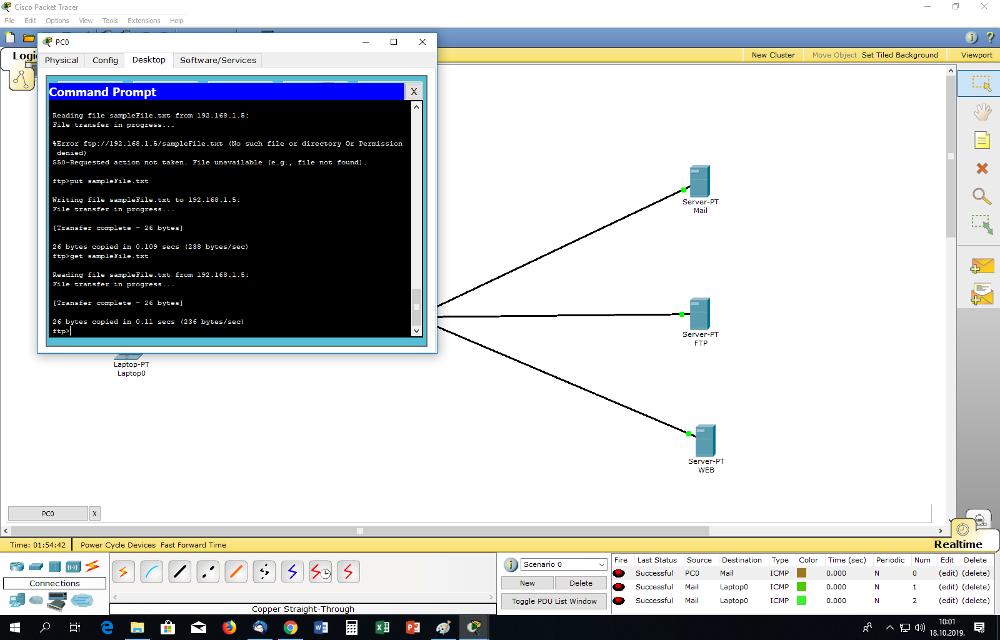 Cisco Packet Tracer
File Edit Options View Tools Extensions Help
PC0
Logi
New Cluster Move Object Set Tiled Background Viewport
Physical Config Desktop Software/Services
Command Prompt X
Reading file sampleFile.txt from 192.168.1.5:
File transfer in progress...
%Error ftp://192.168.1.5/sampleFile.txt (No such file or directory Or Permission
denied)
550-Requested action not taken. File unavailable (e.g., file not found).
ftp>put sampleFile.txt
Writing file sampleFile.txt to 192.168.1.5:
File transfer in progress...
[Transfer complete - 26 bytes]
26 bytes copied in 0.109 secs (238 bytes/sec)
ftp>get sampleFile.txt
Reading file sampleFile.txt from 192.168.1.5:
File transfer in progress...
[Transfer complete - 26 bytes]
26 bytes copied in 0.11 secs (236 bytes/sec)
ftp>
Server-PT
Mail
Server-PT
FTP
Laptop-PT
Laptop0
Server-PT
WEB
PC0 X
Time: 01:54:42 Power Cycle Devices Fast Forward Time
Realtime
Connections
Copper Straight-Through
Scenario 0
New Delete
Toggle PDU List Window
Fire Last Status Source Destination Type Color Time (sec) Periodic Num Edit Delete
Successful PC0 Mail ICMP 0.000 N 0 (edit) (delete)
Successful Mail Laptop0 ICMP 0.000 N 1 (edit) (delete)
Successful Mail Laptop0 ICMP 0.000 N 2 (edit) (delete)
10:01
18.10.2019.